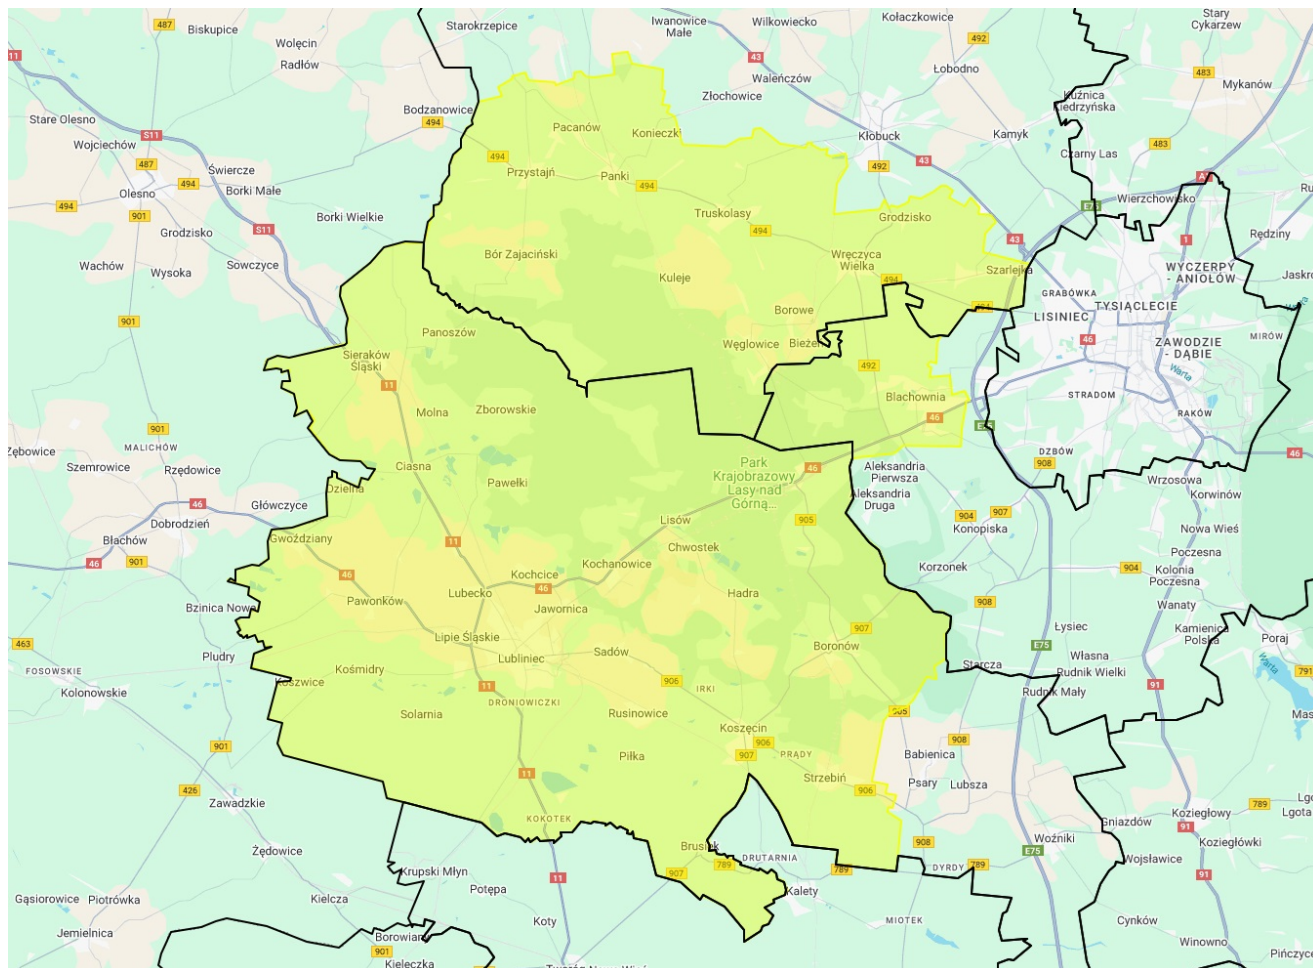 487
Biskupice
Starokrzepice
Iwanowice
Małe
Wilkowiecko
Kołaczkowice
Stary
Cykarzew
492
43
11
Wolęcin
Radłów
Waleńczów
Łobodno
483
Mykanów
Złochowice
Kuźnica
Kiedrzyńska
Bodzanowice
494
Stare Olesno
Wojciechów
S11
Pacanów
Konieczki
Kłobuck
Kamyk
483
Czarny Las
487
Świercze
494
Przystajń
Panki
494
492
43
Olesno
494
Borki Małe
494
901
Borki Wielkie
Truskolasy
Grodzisko
Wierzchowisko
E75
Grodzisko
S11
494
43
1
Rędziny
Wachów
Wysoka
Sowczyce
Bór Zajaciński
Kuleje
Wręczyca
Wielka
494
Szarlejka
WYCZERPY
- ANIOŁÓW
GRABÓWKA
TYSIĄCLECIE
LISINIEC
Warta
901
Panoszów
Borowe
Węglowice
46
ZAWODZIE
- DĄBIE
MIRÓW
Sieraków
Śląski
11
492
Warta
Blachownia
STRADOM
RAKÓW
Molna
Zborowskie
46
901
MALICHÓW
Szemrowice
Rzędowice
Ciasna
DZBÓW
908
46
Park
Krajobrazowy
Lasy nad
Górną...
46
Aleksandria
Pierwsza
Wrzosowa
Korwinów
Dzielna
Pawełki
Aleksandria
Druga
46
Główczyce
Dobrodzień
Lisów
905
904
907
Konopiska
Nowa Wieś
Błachów
Gwoździany
11
Chwostek
Poczesna
46
901
46
Kochcice
Kochanowice
46
Korzonek
904
Kolonia
Poczesna
Pawonków
Lubecko
Jawornica
Hadra
908
Wanaty
Bzinica Nowa
907
Łysiec
Kamienica
Polska
Poraj
463
Lipie Śląskie
Boronów
E75
Własna
Pludry
Lubliniec
Sadów
Starcza
Rudnik Wielki
Warta
791
FOSOWSKIE
Kolonowskie
Kośmidry
Koszwice
11
906
IRKI
Rudnik Mały
91
DRONIOWICZKI
Solarnia
Rusinowice
Koszęcin
905
901
906
907
PRĄDY
Babienica
908
Piłka
11
Strzebiń
Psary
Lubsza
426
906
Zawadzkie
789
KOKOTEK
Gniazdów
Koziegłowy
91
908
Woźniki
Koziegłówki
Żędowice
Brusiek
DRUTARNIA
789
789
DYRDY
789
E75
Wojsławice
Krupski Młyn
907
11
91
Potępa
Kalety
Gąsiorowice
Piotrówka
Kielcza
Koty
MIOTEK
Cynków
Jemielnica
901
Winowno
Kieleczka